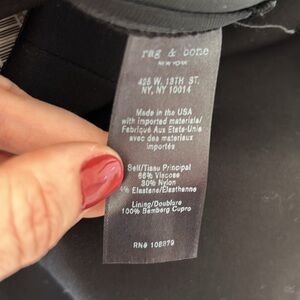 rag & bone
NEW YORK
425 W. 13TH ST.
NY, NY 10014
Made in the USA
with imported materials/
Fabriqué Aux Etats-Unis
avec des materiaux
importés
Self/Tissu Principal
66% Viscose
30% Nylon
4% Elastane/Elasthanne
Lining/Doublure
100% Bemberg Cupro
RN# 108879